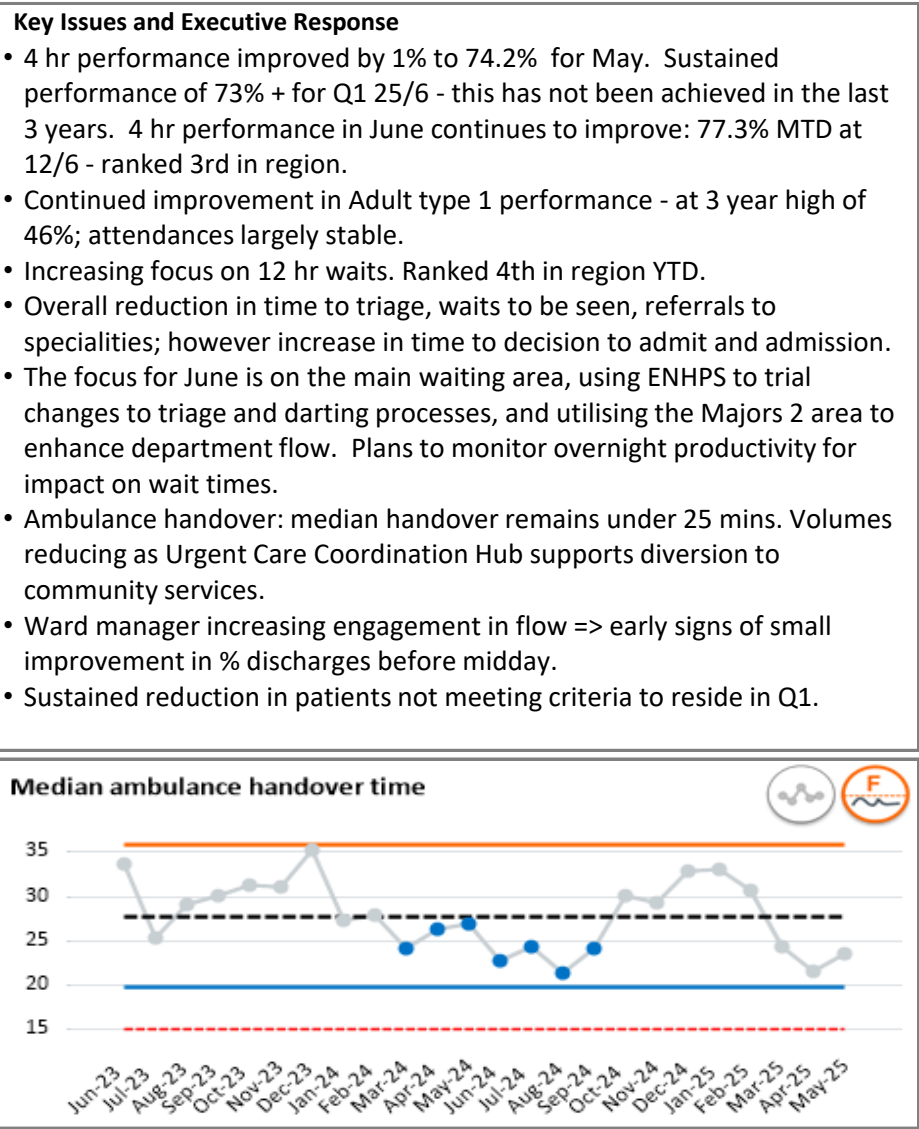 Key Issues and Executive Response
• 4 hr performance improved by 1% to 74.2%  for May.  Sustained
performance of 73% + for Q1 25/6 - this has not been achieved in the last
3 years.  4 hr performance in June continues to improve: 77.3% MTD at
12/6 - ranked 3rd in region.
• Continued improvement in Adult type 1 performance - at 3 year high of
46%; attendances largely stable.
• Increasing focus on 12 hr waits. Ranked 4th in region YTD.
• Overall reduction in time to triage, waits to be seen, referrals to
specialities; however increase in time to decision to admit and admission.
• The focus for June is on the main waiting area, using ENHPS to trial
changes to triage and darting processes, and utilising the Majors 2 area to
enhance department flow.  Plans to monitor overnight productivity for
impact on wait times.
• Ambulance handover: median handover remains under 25 mins. Volumes
reducing as Urgent Care Coordination Hub supports diversion to
community services.
• Ward manager increasing engagement in flow => early signs of small
improvement in % discharges before midday.
• Sustained reduction in patients not meeting criteria to reside in Q1.
Median ambulance handover time
F
35
30
25
20
15
Jun-23 Jul-23 Aug-23 Sep-23 Oct-23 Nov-23 Dec-23 Jan-24 Feb-24 Mar-24 Apr-24 May-24 Jun-24 Jul-24 Aug-24 Sep-24 Oct-24 Nov-24 Dec-24 Jan-25 Feb-25 Mar-25 Apr-25 May-25